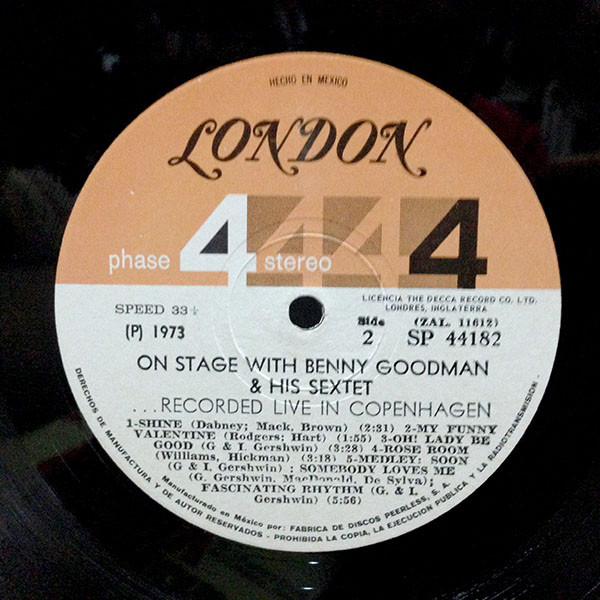 HECHO EN MEXICO
LONDON
phase 4 stereo 4
SPEED 33⅓
LICENCIA THE DECCA RECORD CO. LTD.
LONDRES, INGLATERRA
(P) 1973
Side (ZAL. 11612)
2 SP 44182
ON STAGE WITH BENNY GOODMAN
& HIS SEXTET
...RECORDED LIVE IN COPENHAGEN
1-SHINE (Dabney; Mack, Brown) (2:31) 2-MY FUNNY
VALENTINE (Rodgers; Hart) (1:55) 3-OH! LADY BE
GOOD (G & I. Gershwin) (3:28) 4-ROSE ROOM
(Williams, Hickman) (3:18) 5-MEDLEY: SOON
(G & I. Gershwin) : SOMEBODY LOVES ME
(G. Gershwin, MacDonald, De Sylva);
FASCINATING RHYTHM (G. & I.
Gershwin) (5:56)
Manufacturado en México por: FABRICA DE DISCOS PEERLESS, S. A.
DERECHOS DE MANUFACTURA Y DE AUTOR RESERVADOS - PROHIBIDA LA COPIA, LA EJECUCION PUBLICA Y LA RADIOTRANSMISION.